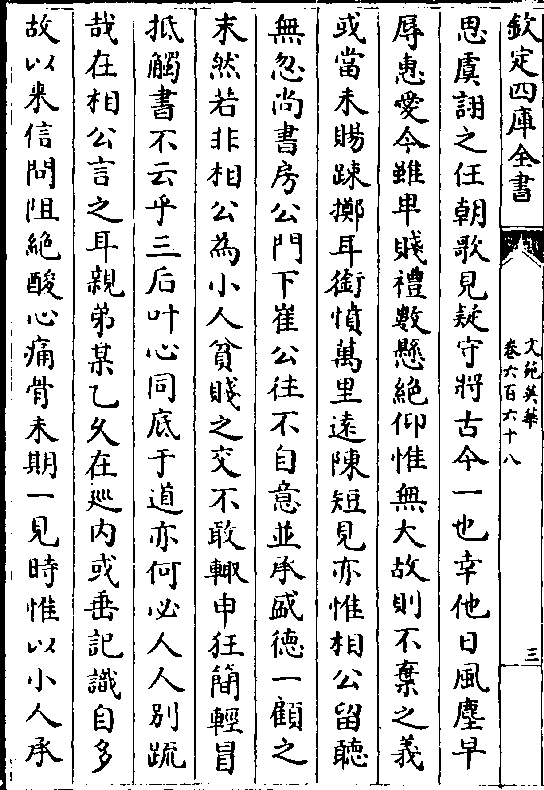 欽定四庫全書
文苑英華
卷六百六十八
三
思虞詡之任朝歌見疑守將古今一也幸他日風塵早
辱惠愛今雖卑賤禮數懸絶仰惟無大故則不棄之義
或當未賜踈擲耳銜憤萬里遠陳短見亦惟相公留聽
無忽尚書房公門下崔公往不自意並承盛德一顧之
末然若非相公為小人貧賤之交不敢輙申狂簡輕冒
抵觸書不云乎三后叶心同底于道亦何必人人别䟽
哉在相公言之耳親弟某乙久在廵内或垂記識自多
故以来信問阻絶酸心痛骨未期一見時惟以小人承